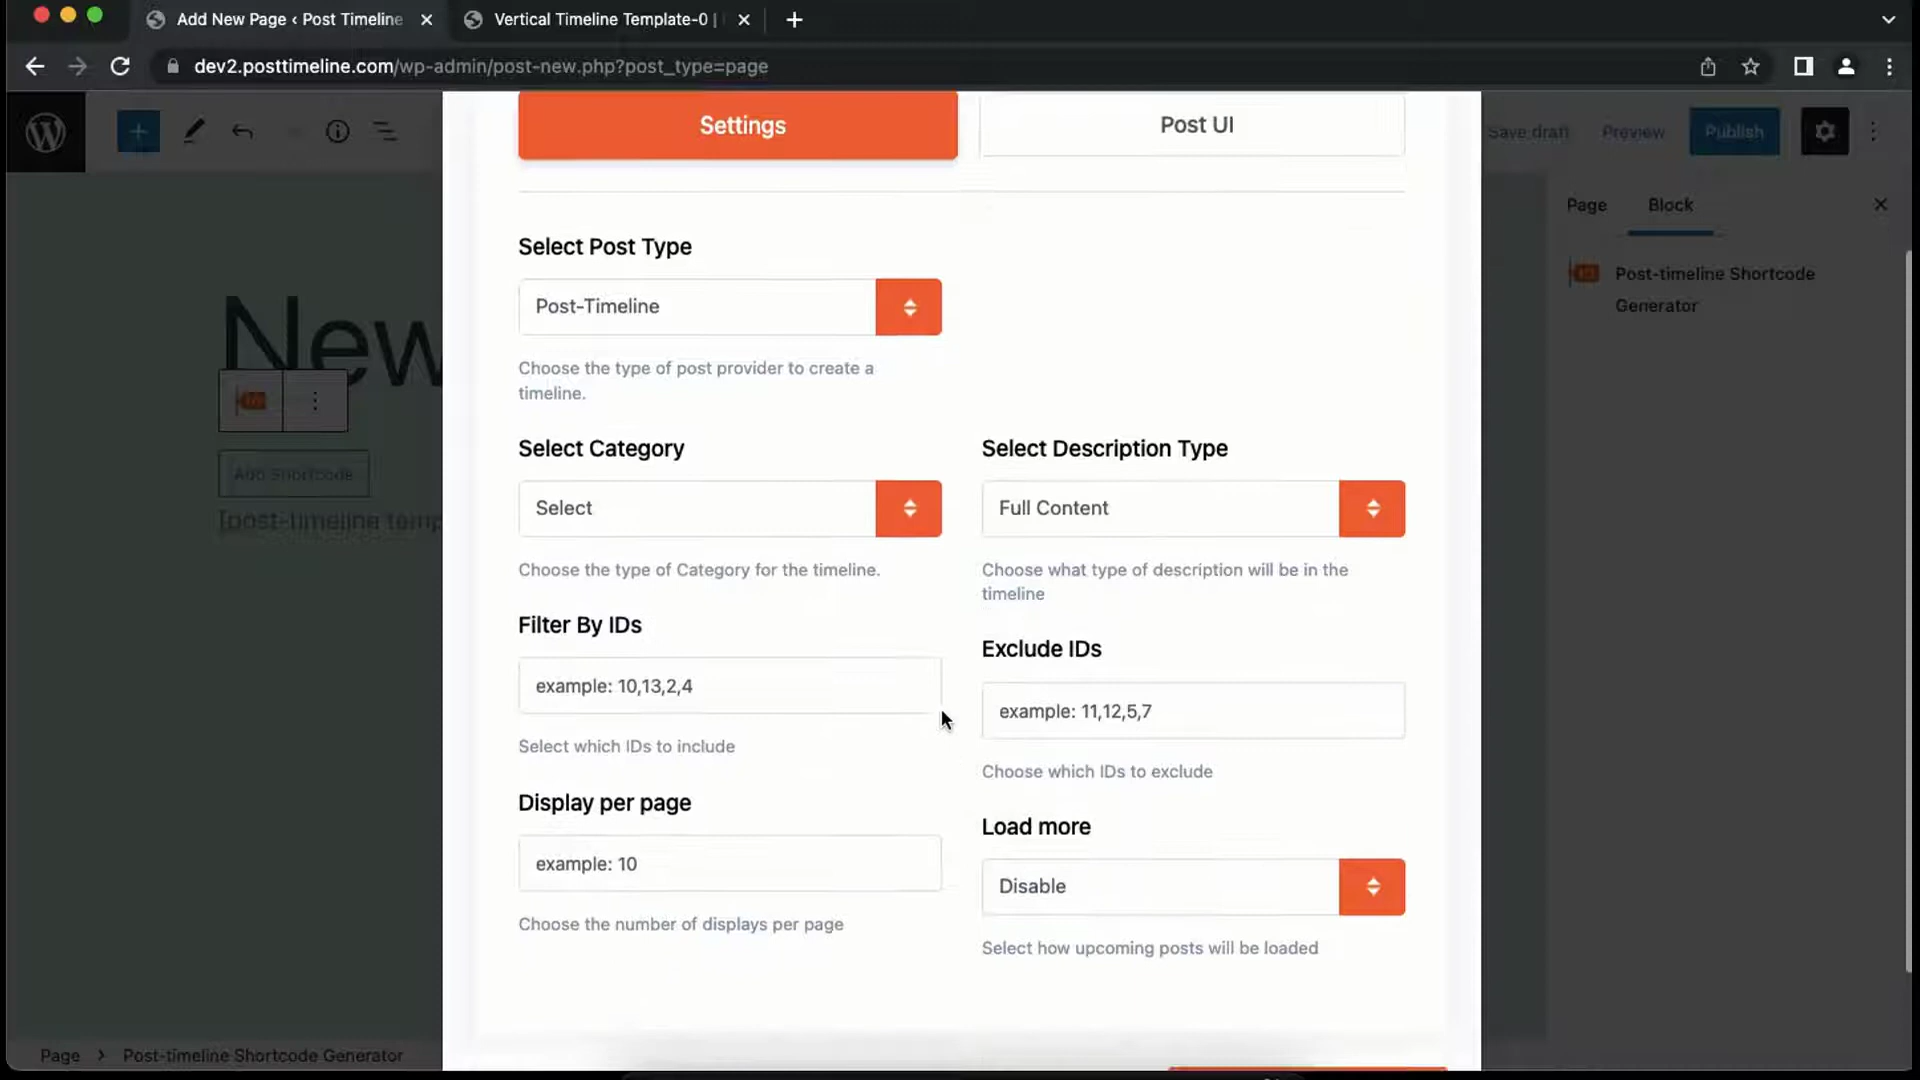 Add New Page ‹ Post Timeline
Vertical Timeline Template-0 |
dev2.posttimeline.com/wp-admin/post-new.php?post_type=page
Settings
Post UI
Save draft
Preview
Publish
Page
Block
Post-timeline Shortcode
Generator
New
Add Shortcode
[post-timeline temp
Select Post Type
Post-Timeline
Choose the type of post provider to create a
timeline.
Select Category
Select
Choose the type of Category for the timeline.
Select Description Type
Full Content
Choose what type of description will be in the
timeline
Filter By IDs
example: 10,13,2,4
Select which IDs to include
Exclude IDs
example: 11,12,5,7
Choose which IDs to exclude
Display per page
example: 10
Choose the number of displays per page
Load more
Disable
Select how upcoming posts will be loaded
Page › Post-timeline Shortcode Generator